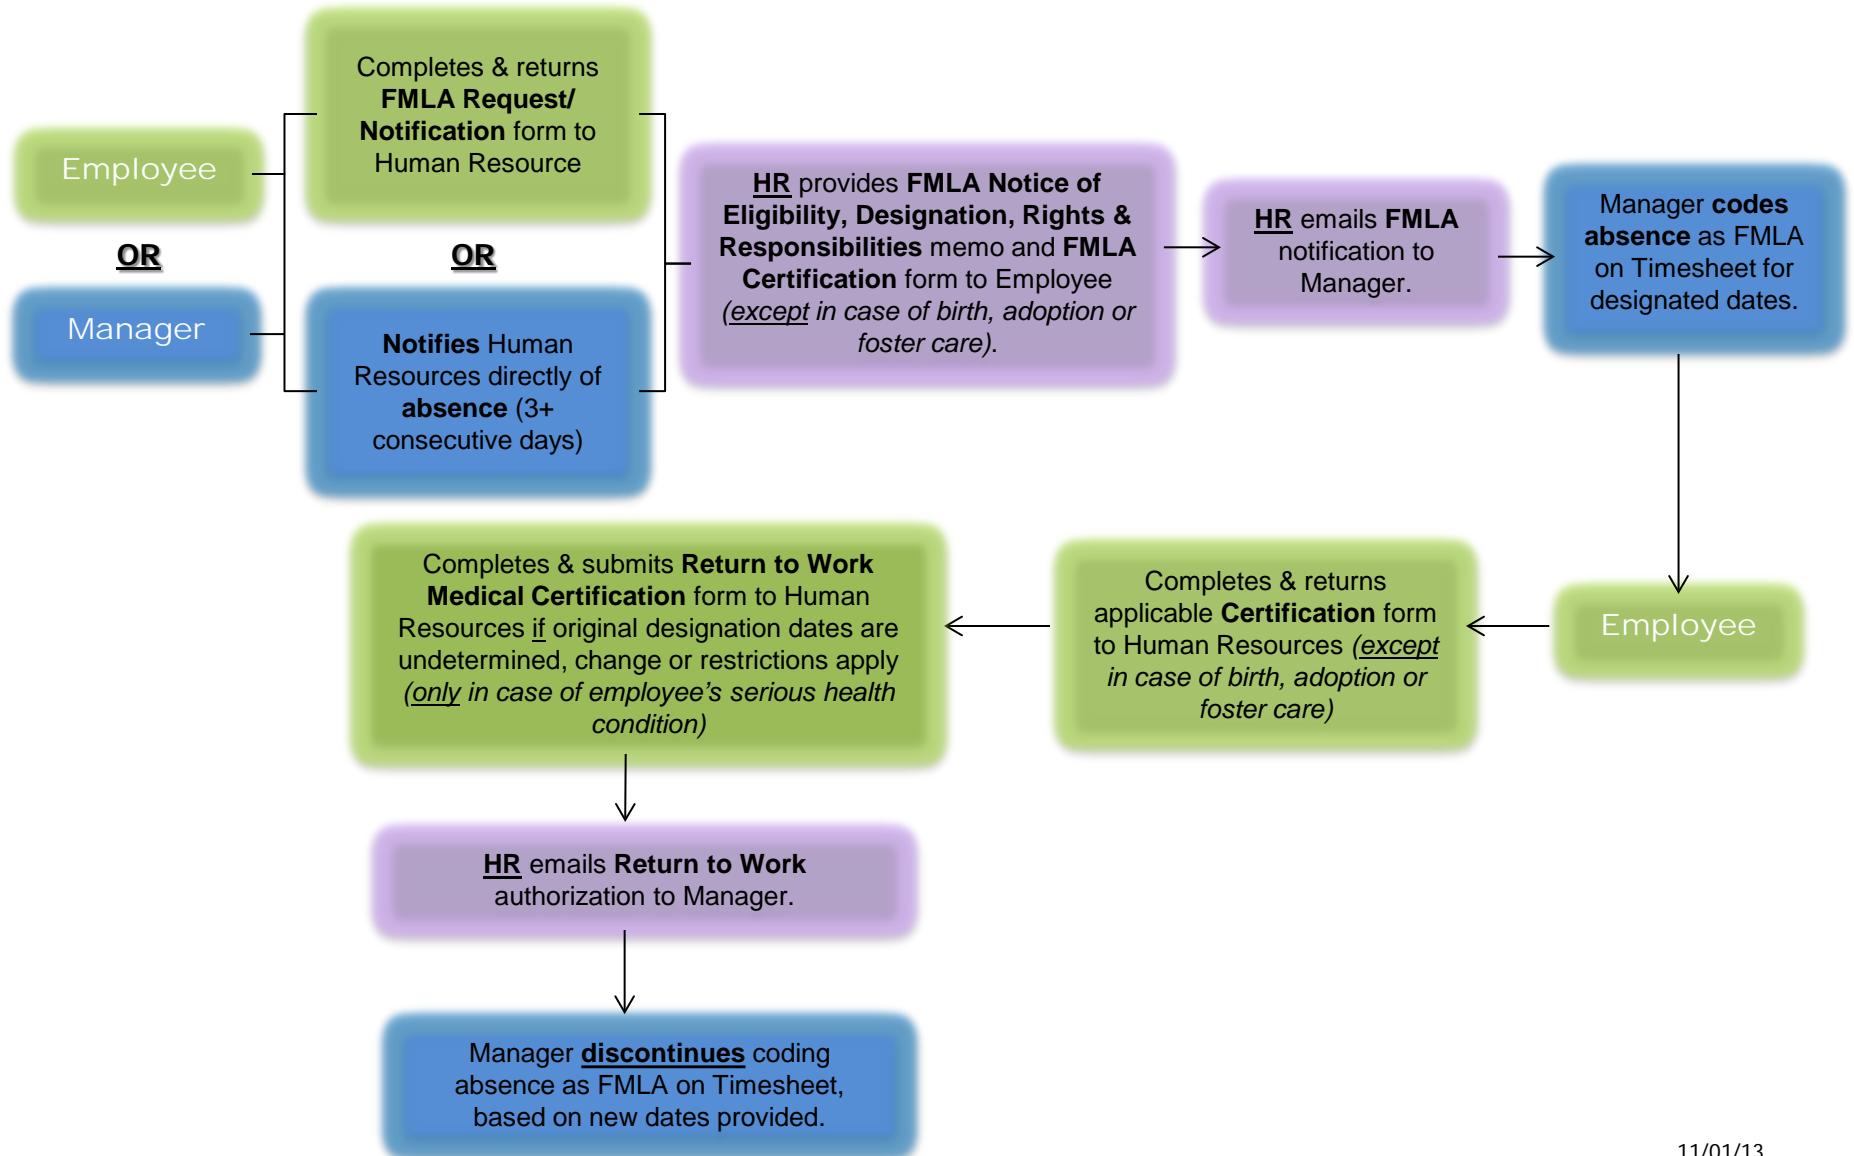 Employee
OR
Manager
Completes & returns
FMLA Request/
Notification form to
Human Resource
OR
Notifies Human
Resources directly of
absence (3+
consecutive days)
HR provides FMLA Notice of
Eligibility, Designation, Rights &
Responsibilities memo and FMLA
Certification form to Employee
(except in case of birth, adoption or
foster care).
HR emails FMLA
notification to
Manager.
Manager codes
absence as FMLA
on Timesheet for
designated dates.
Employee
Completes & returns
applicable Certification form
to Human Resources (except
in case of birth, adoption or
foster care)
Completes & submits Return to Work
Medical Certification form to Human
Resources if original designation dates are
undetermined, change or restrictions apply
(only in case of employee’s serious health
condition)
HR emails Return to Work
authorization to Manager.
Manager discontinues coding
absence as FMLA on Timesheet,
based on new dates provided.
11/01/13